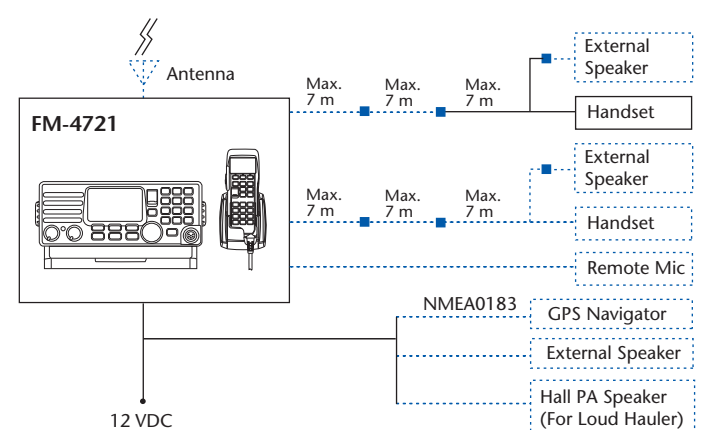 External
Speaker
Antenna
Max.
7 m
Max.
7 m
Max.
7 m
Handset
FM-4721
External
Speaker
Max.
7 m
Max.
7 m
Max.
7 m
Handset
Remote Mic
NMEA0183
GPS Navigator
External Speaker
Hall PA Speaker
(For Loud Hauler)
12 VDC